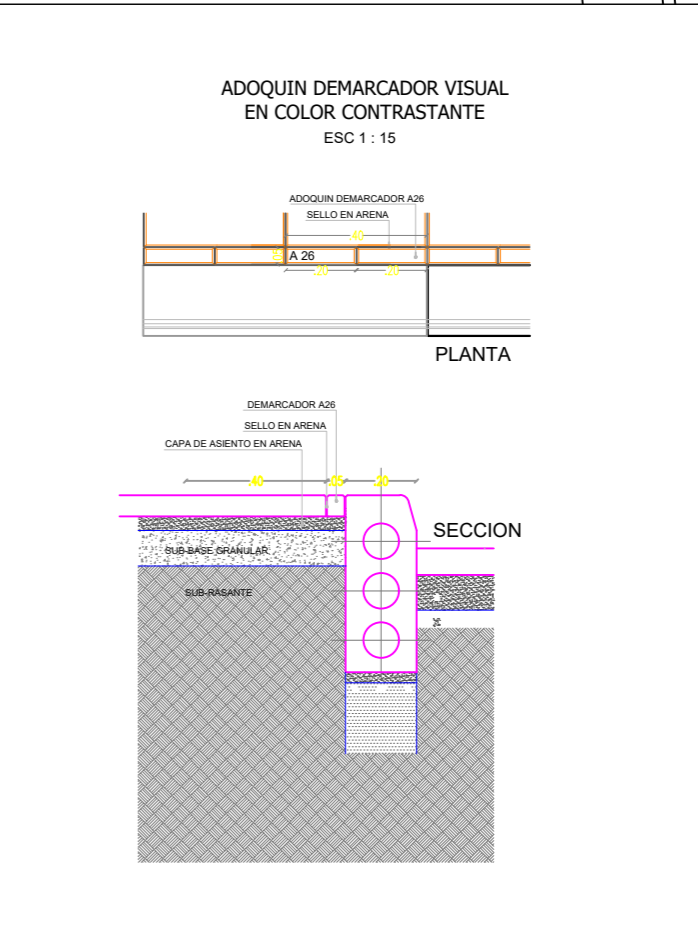 ADOQUIN DEMARCADOR VISUAL
EN COLOR CONTRASTANTE
ESC 1 : 15
ADOQUIN DEMARCADOR A26
SELLO EN ARENA
.40
.05
A 26
.20 .20
PLANTA
DEMARCADOR A26
SELLO EN ARENA
CAPA DE ASIENTO EN ARENA
.40 .05 .20
SECCION
SUB-BASE GRANULAR
SUB-RASANTE